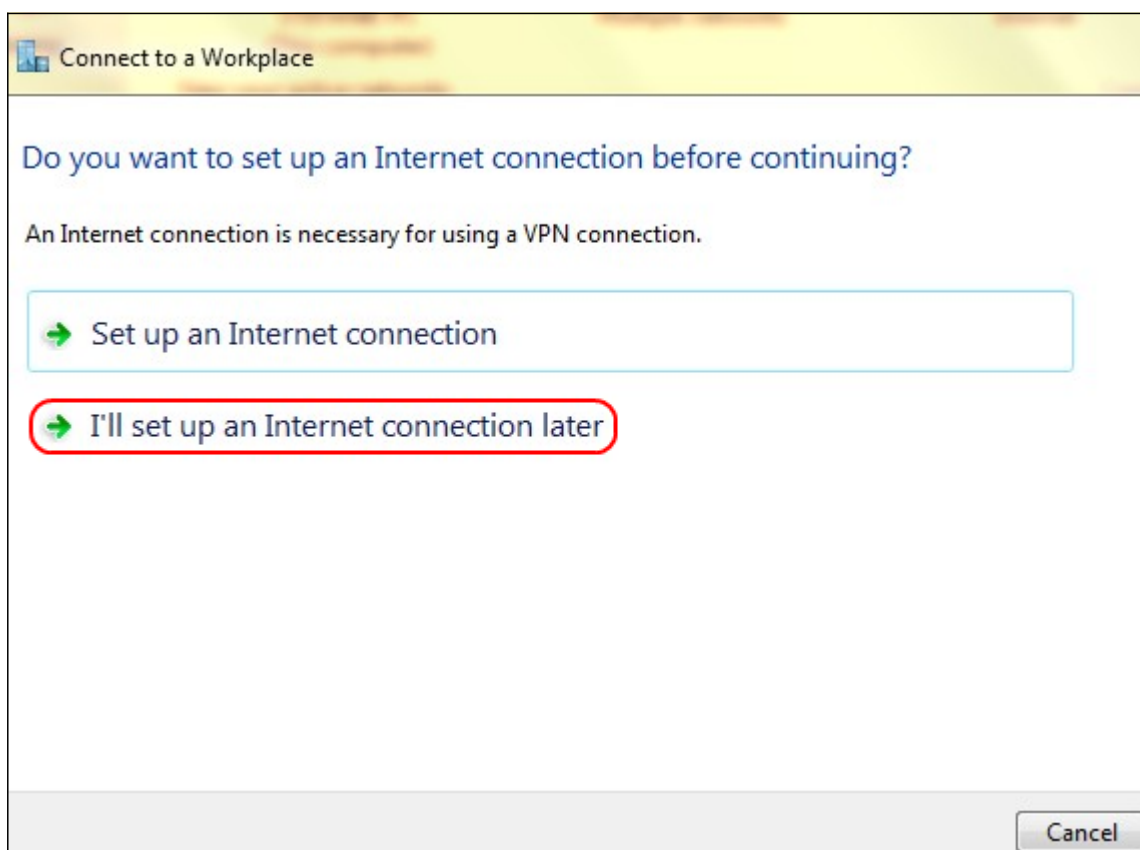 Connect to a Workplace
Do you want to set up an Internet connection before continuing?
An Internet connection is necessary for using a VPN connection.
Set up an Internet connection
I'll set up an Internet connection later
Cancel